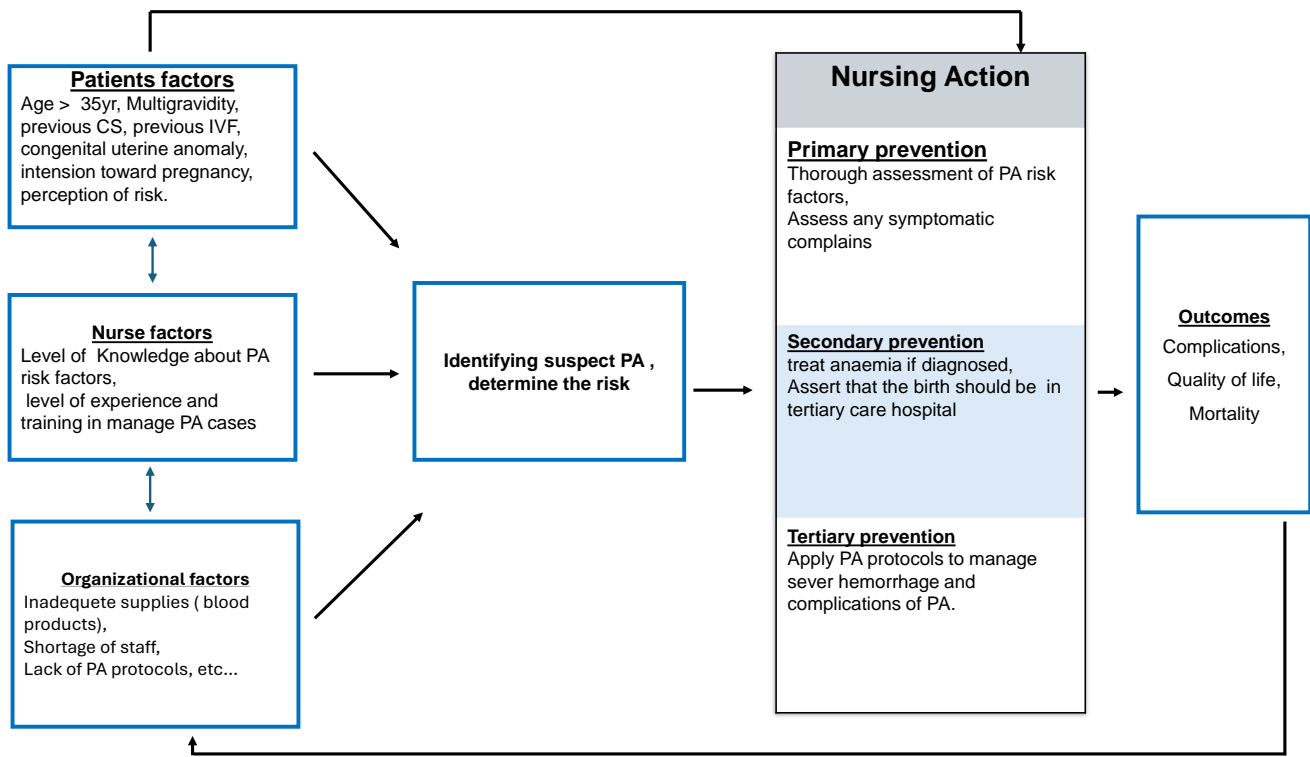 Patients factors
Age > 35yr, Multigravidity,
previous CS, previous IVF,
congenital uterine anomaly,
intension toward pregnancy,
perception of risk.
Nurse factors
Level of Knowledge about PA
risk factors,
level of experience and
training in manage PA cases
Organizational factors
Inadequete supplies ( blood
products),
Shortage of staff,
Lack of PA protocols, etc...
Identifying suspect PA ,
determine the risk
Nursing Action
Primary prevention
Thorough assessment of PA risk
factors,
Assess any symptomatic
complains
Secondary prevention
treat anaemia if diagnosed,
Assert that the birth should be in
tertiary care hospital
Tertiary prevention
Apply PA protocols to manage
sever hemorrhage and
complications of PA.
Outcomes
Complications,
Quality of life,
Mortality